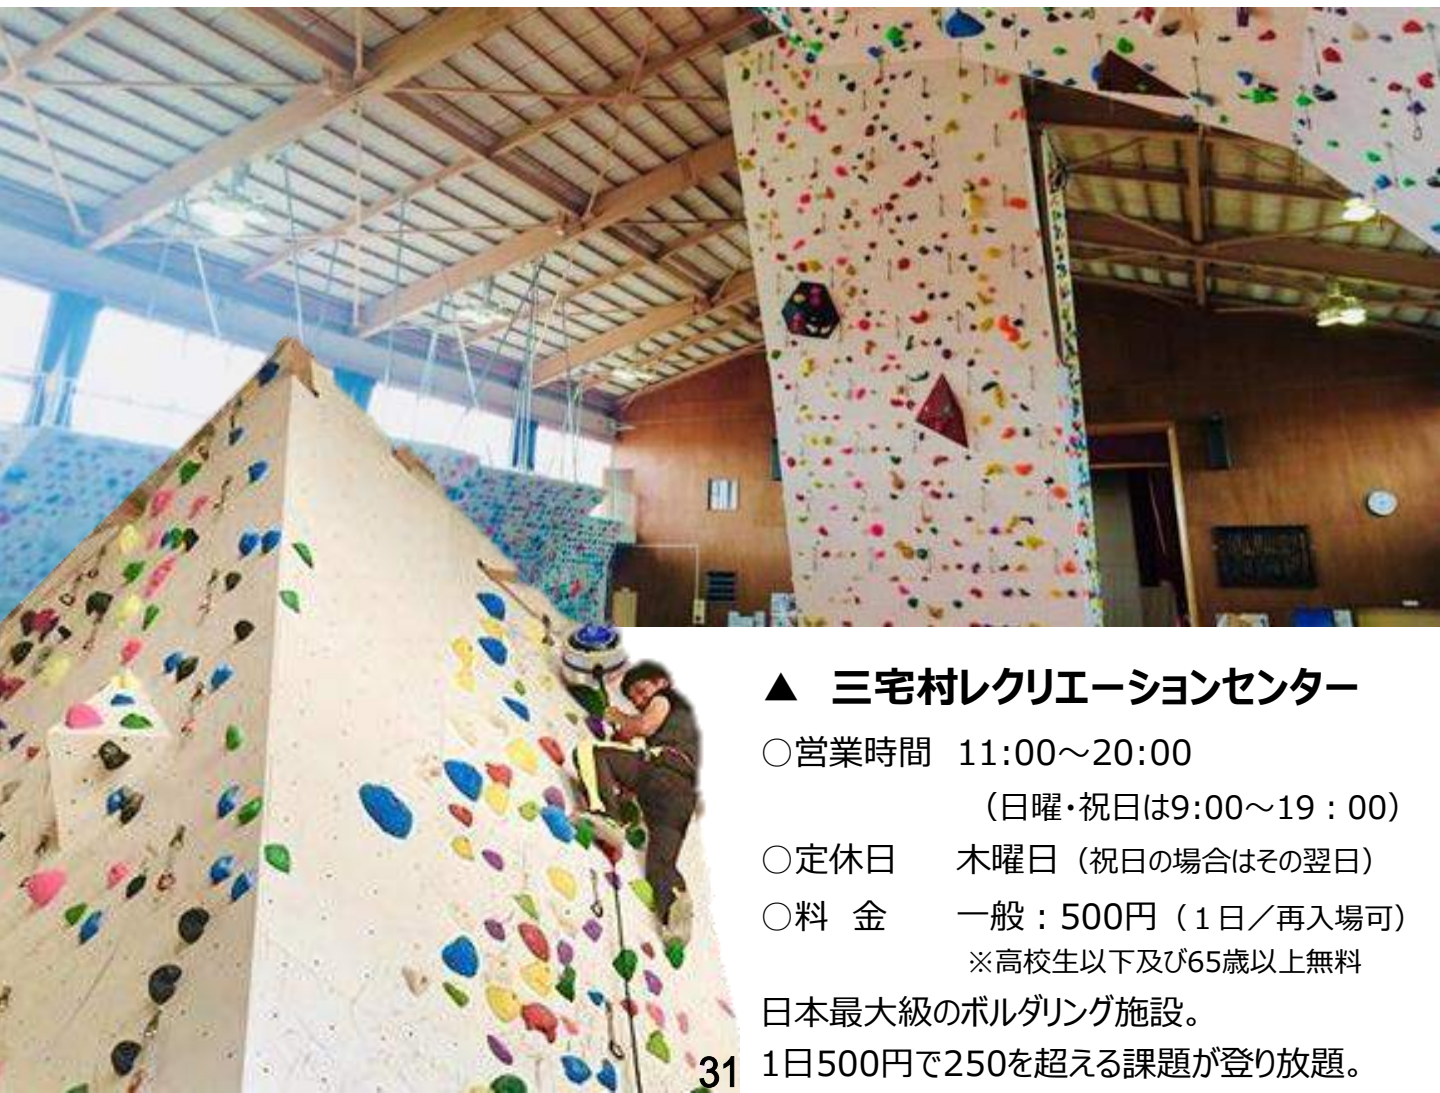 ▲ 三宅村レクリエーションセンター
○営業時間 11:00～20:00
（日曜・祝日は9:00～19：00）
○定休日 木曜日（祝日の場合はその翌日）
○料 金 一般：500円（１日／再入場可）
※高校生以下及び65歳以上無料
日本最大級のボルダリング施設。
1日500円で250を超える課題が登り放題。
31